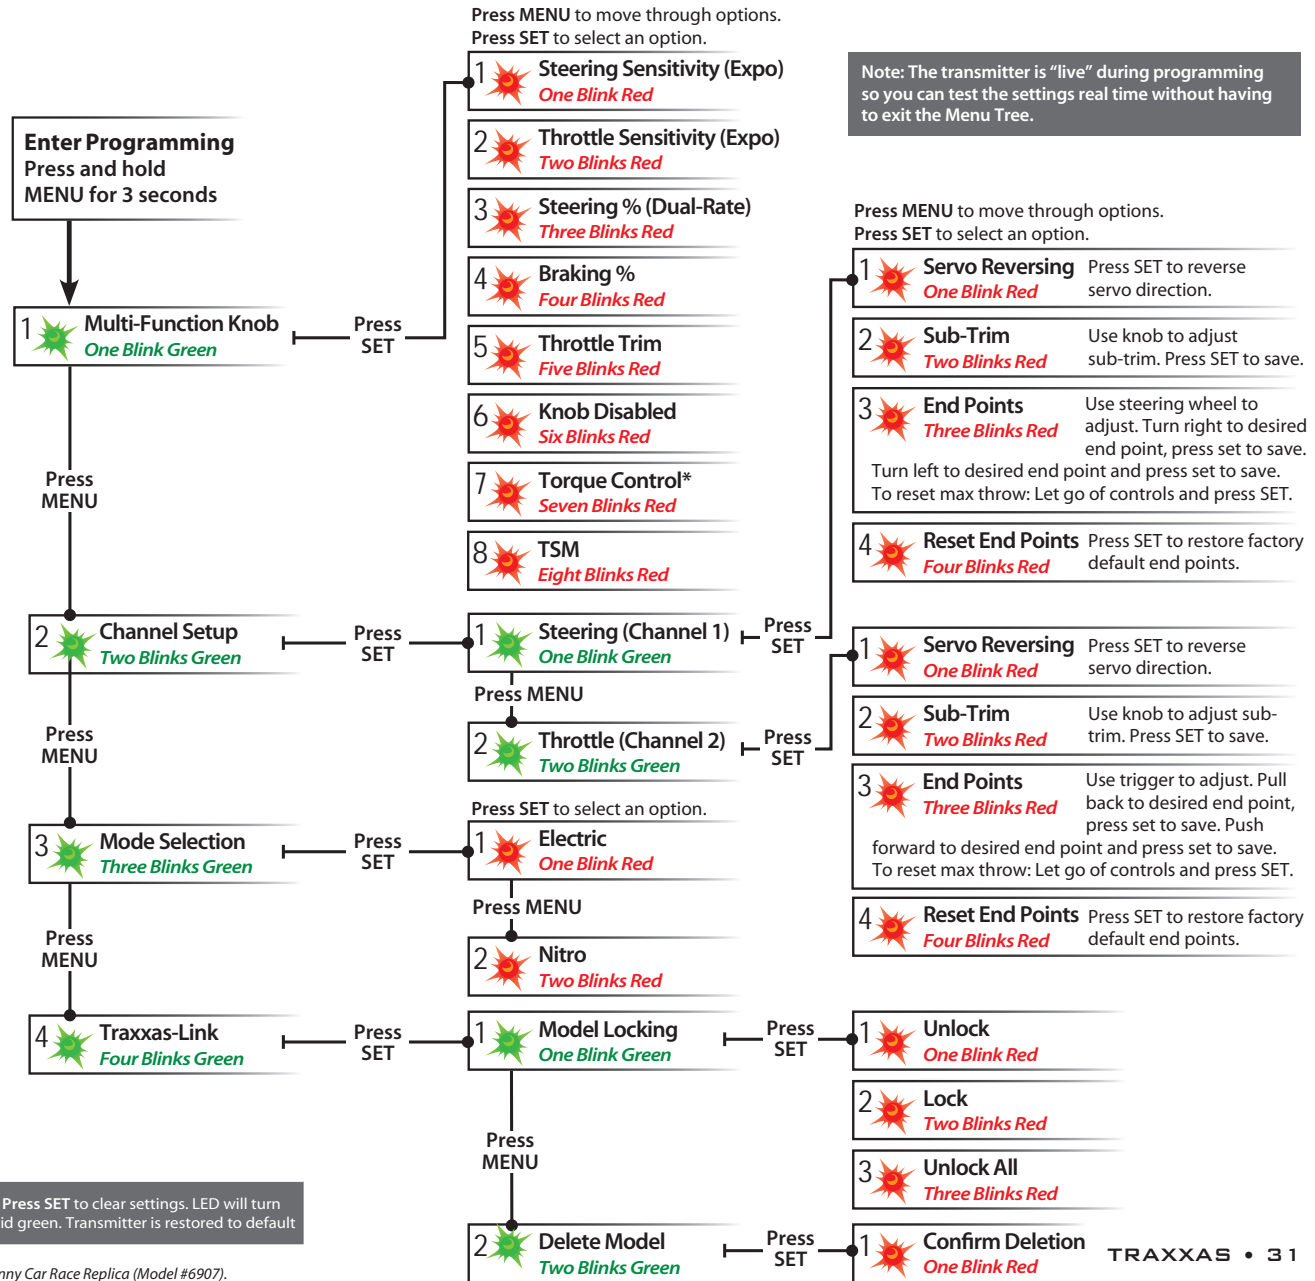 Press MENU to move through options.
Press SET to select an option.
Note: The transmitter is “live” during programming
so you can test the settings real time without having
to exit the Menu Tree.
Enter Programming
Press and hold
MENU for 3 seconds
1 Multi-Function Knob
One Blink Green
Press
SET
1 Steering Sensitivity (Expo)
One Blink Red
2 Throttle Sensitivity (Expo)
Two Blinks Red
3 Steering % (Dual-Rate)
Three Blinks Red
4 Braking %
Four Blinks Red
5 Throttle Trim
Five Blinks Red
6 Knob Disabled
Six Blinks Red
7 Torque Control*
Seven Blinks Red
8 TSM
Eight Blinks Red
Press
MENU
2 Channel Setup
Two Blinks Green
Press
SET
1 Steering (Channel 1)
One Blink Green
Press
SET
Press MENU
2 Throttle (Channel 2)
Two Blinks Green
Press
SET
Press MENU to move through options.
Press SET to select an option.
1 Servo Reversing Press SET to reverse
One Blink Red servo direction.
2 Sub-Trim Use knob to adjust
Two Blinks Red sub-trim. Press SET to save.
3 End Points Use steering wheel to
Three Blinks Red adjust. Turn right to desired
end point, press set to save.
Turn left to desired end point and press set to save.
To reset max throw: Let go of controls and press SET.
4 Reset End Points Press SET to restore factory
Four Blinks Red default end points.
1 Servo Reversing Press SET to reverse
One Blink Red servo direction.
2 Sub-Trim Use knob to adjust sub-
Two Blinks Red trim. Press SET to save.
3 End Points Use trigger to adjust. Pull
Three Blinks Red back to desired end point,
press set to save. Push
forward to desired end point and press set to save.
To reset max throw: Let go of controls and press SET.
4 Reset End Points Press SET to restore factory
Four Blinks Red default end points.
Press
MENU
3 Mode Selection
Three Blinks Green
Press
SET
Press SET to select an option.
1 Electric
One Blink Red
Press MENU
2 Nitro
Two Blinks Red
Press
MENU
4 Traxxas-Link
Four Blinks Green
Press
SET
1 Model Locking
One Blink Green
Press
SET
1 Unlock
One Blink Red
2 Lock
Two Blinks Red
3 Unlock All
Three Blinks Red
Press
MENU
2 Delete Model
Two Blinks Green
Press
SET
1 Confirm Deletion
One Blink Red
Press SET to clear settings. LED will turn
id green. Transmitter is restored to default
nny Car Race Replica (Model #6907).
TRAXXAS • 31